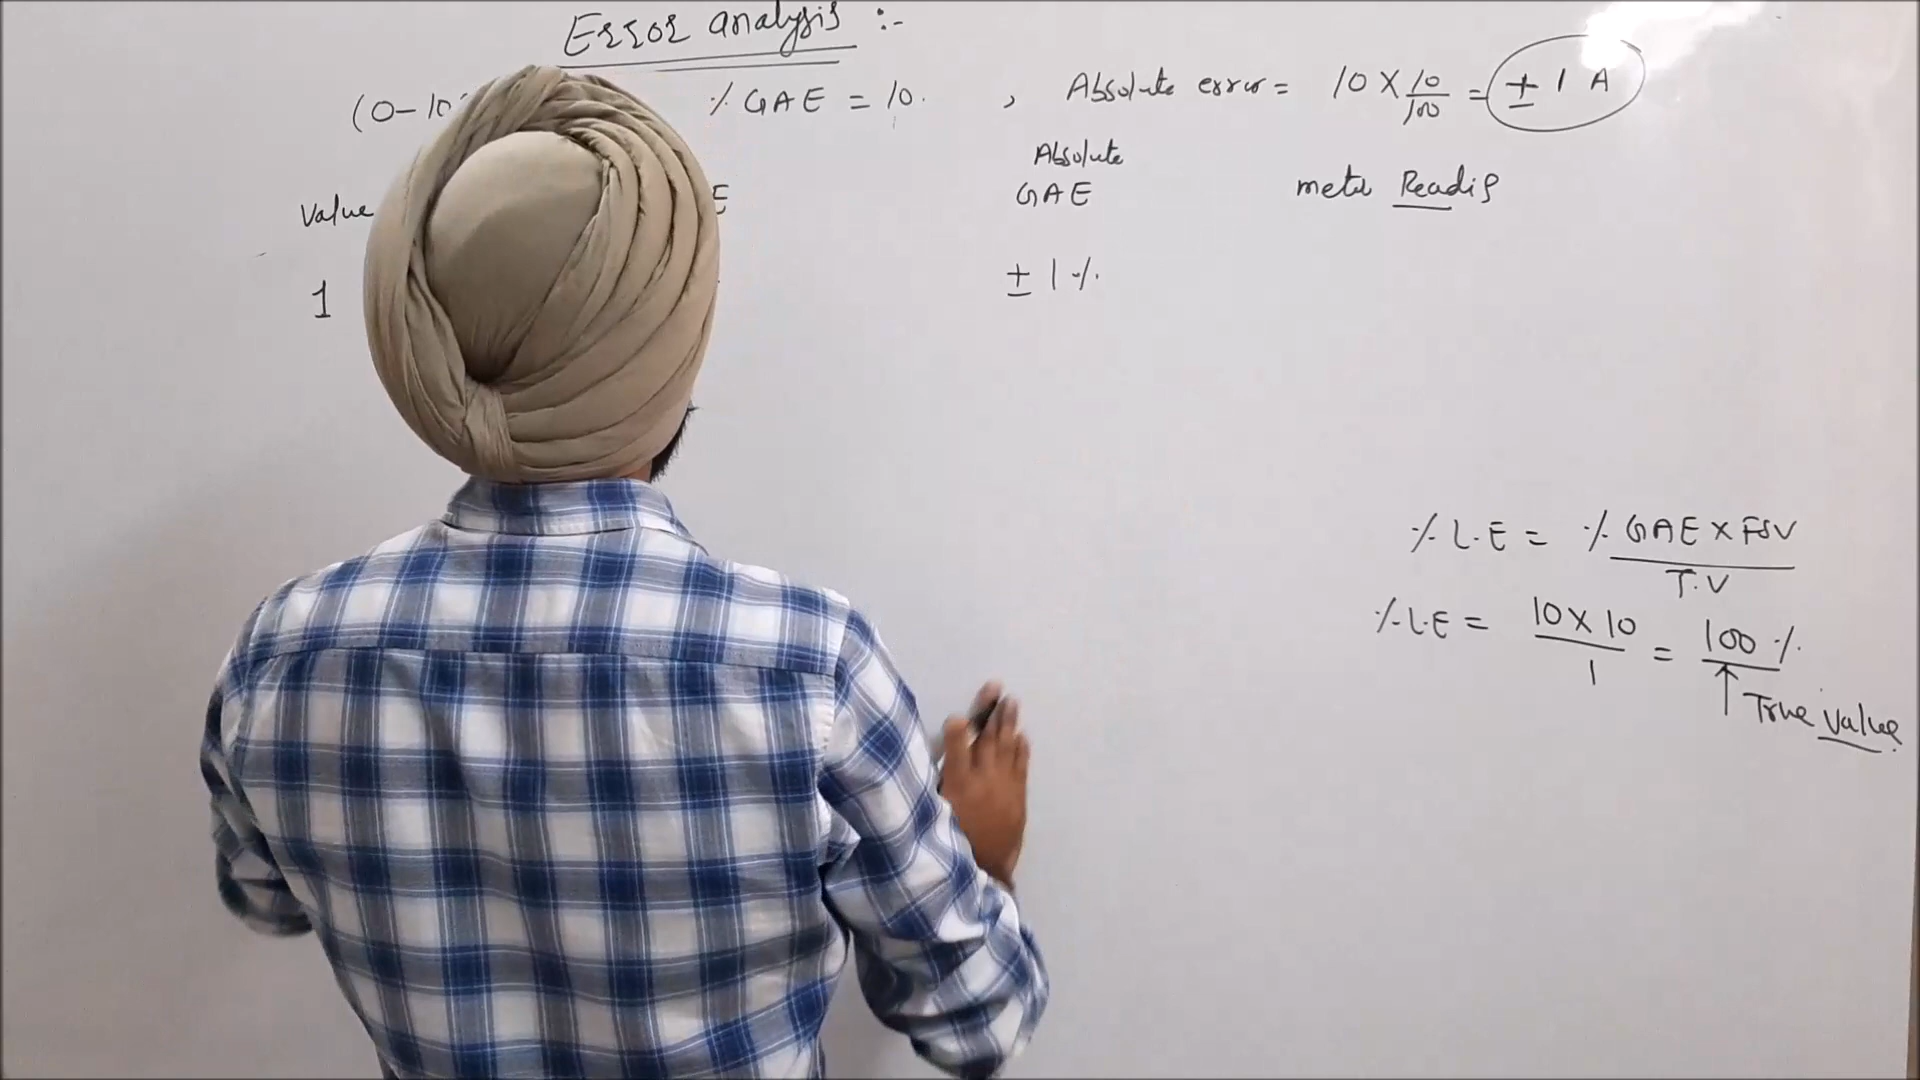 Error analysis :-
(0-10 % GAE = 10. , Absolute error = 10 X 10/100 = ± 1 A
Value E Absolute GAE meter Readig
1 ± 1 %
% L.E = % GAE X FSV / T.V
% L.E = 10 X 10 / 1 = 100 %
↑ True value